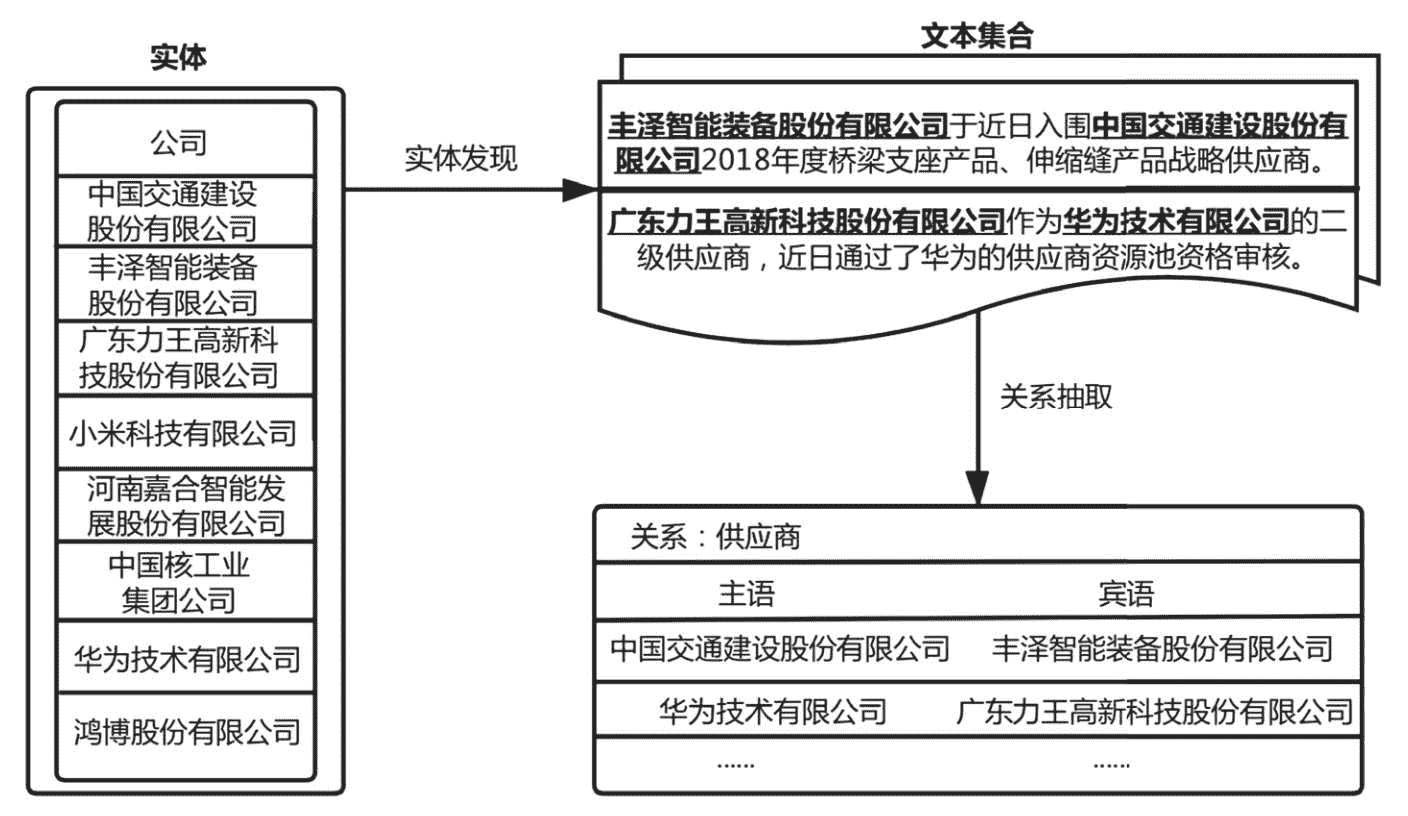 实体
公司
中国交通建设
股份有限公司
丰泽智能装备
股份有限公司
广东力王高新科
技股份有限公司
小米科技有限公司
河南嘉合智能发
展股份有限公司
中国核工业
集团公司
华为技术有限公司
鸿博股份有限公司
实体发现
文本集合
丰泽智能装备股份有限公司于近日入围中国交通建设股份有
限公司2018年度桥梁支座产品、伸缩缝产品战略供应商。
广东力王高新科技股份有限公司作为华为技术有限公司的二
级供应商，近日通过了华为的供应商资源池资格审核。
关系抽取
关系：供应商
主语 宾语
中国交通建设股份有限公司 丰泽智能装备股份有限公司
华为技术有限公司 广东力王高新科技股份有限公司
…… ……